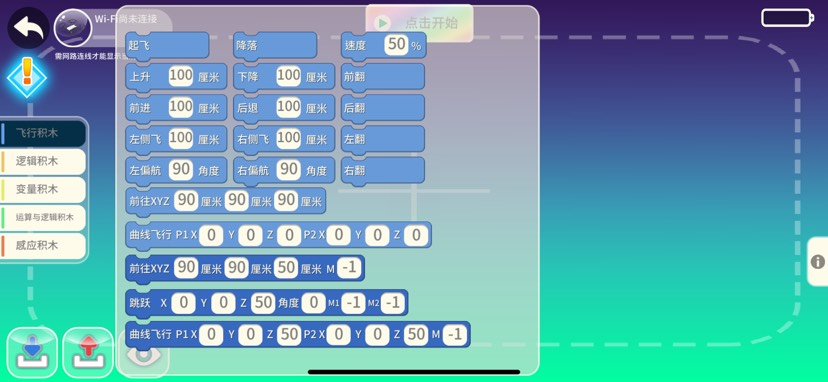 Wi-Fi尚未连接
点击开始
起飞 降落 速度 50 %
上升 100 厘米 下降 100 厘米 前翻
前进 100 厘米 后退 100 厘米 后翻
左侧飞 100 厘米 右侧飞 100 厘米 左翻
左偏航 90 角度 右偏航 90 角度 右翻
前往XYZ 90 厘米 90 厘米 90 厘米
曲线飞行 P1 X 0 Y 0 Z 0 P2 X 0 Y 0 Z 0
前往XYZ 90 厘米 90 厘米 50 厘米 M -1
跳跃 X 0 Y 0 Z 50 角度 0 M1 -1 M2 -1
曲线飞行 P1 X 0 Y 0 Z 50 P2 X 0 Y 0 Z 50 M -1
需网路连线才能显示
飞行积木
逻辑积木
变量积木
运算与逻辑积木
感应积木